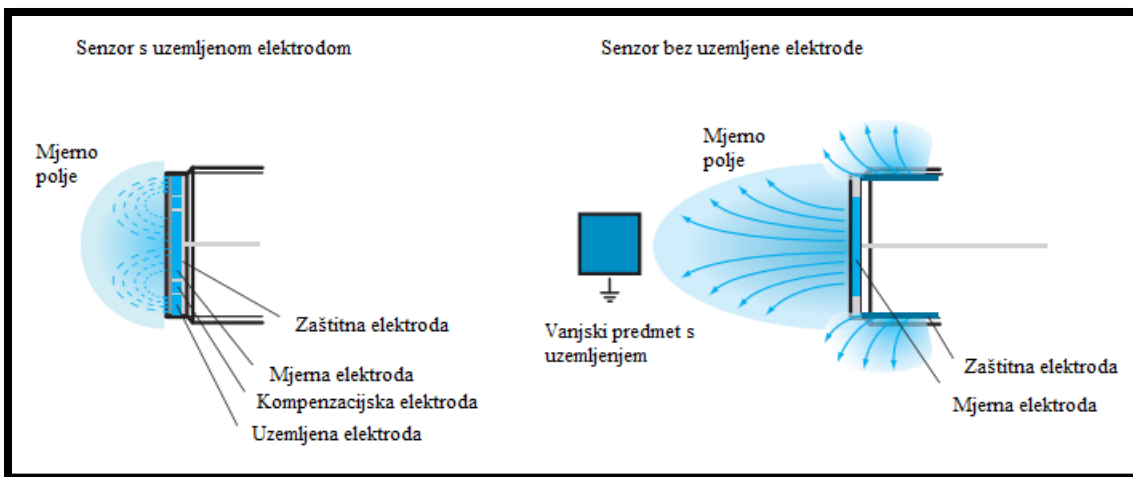 Senzor s uzemljenom elektrodom
Mjerno
polje
Zaštitna elektroda
Mjerna elektroda
Kompenzacijska elektroda
Uzemljena elektroda
Senzor bez uzemljene elektrode
Mjerno
polje
Vanjski predmet s
uzemljenjem
Zaštitna elektroda
Mjerna elektroda